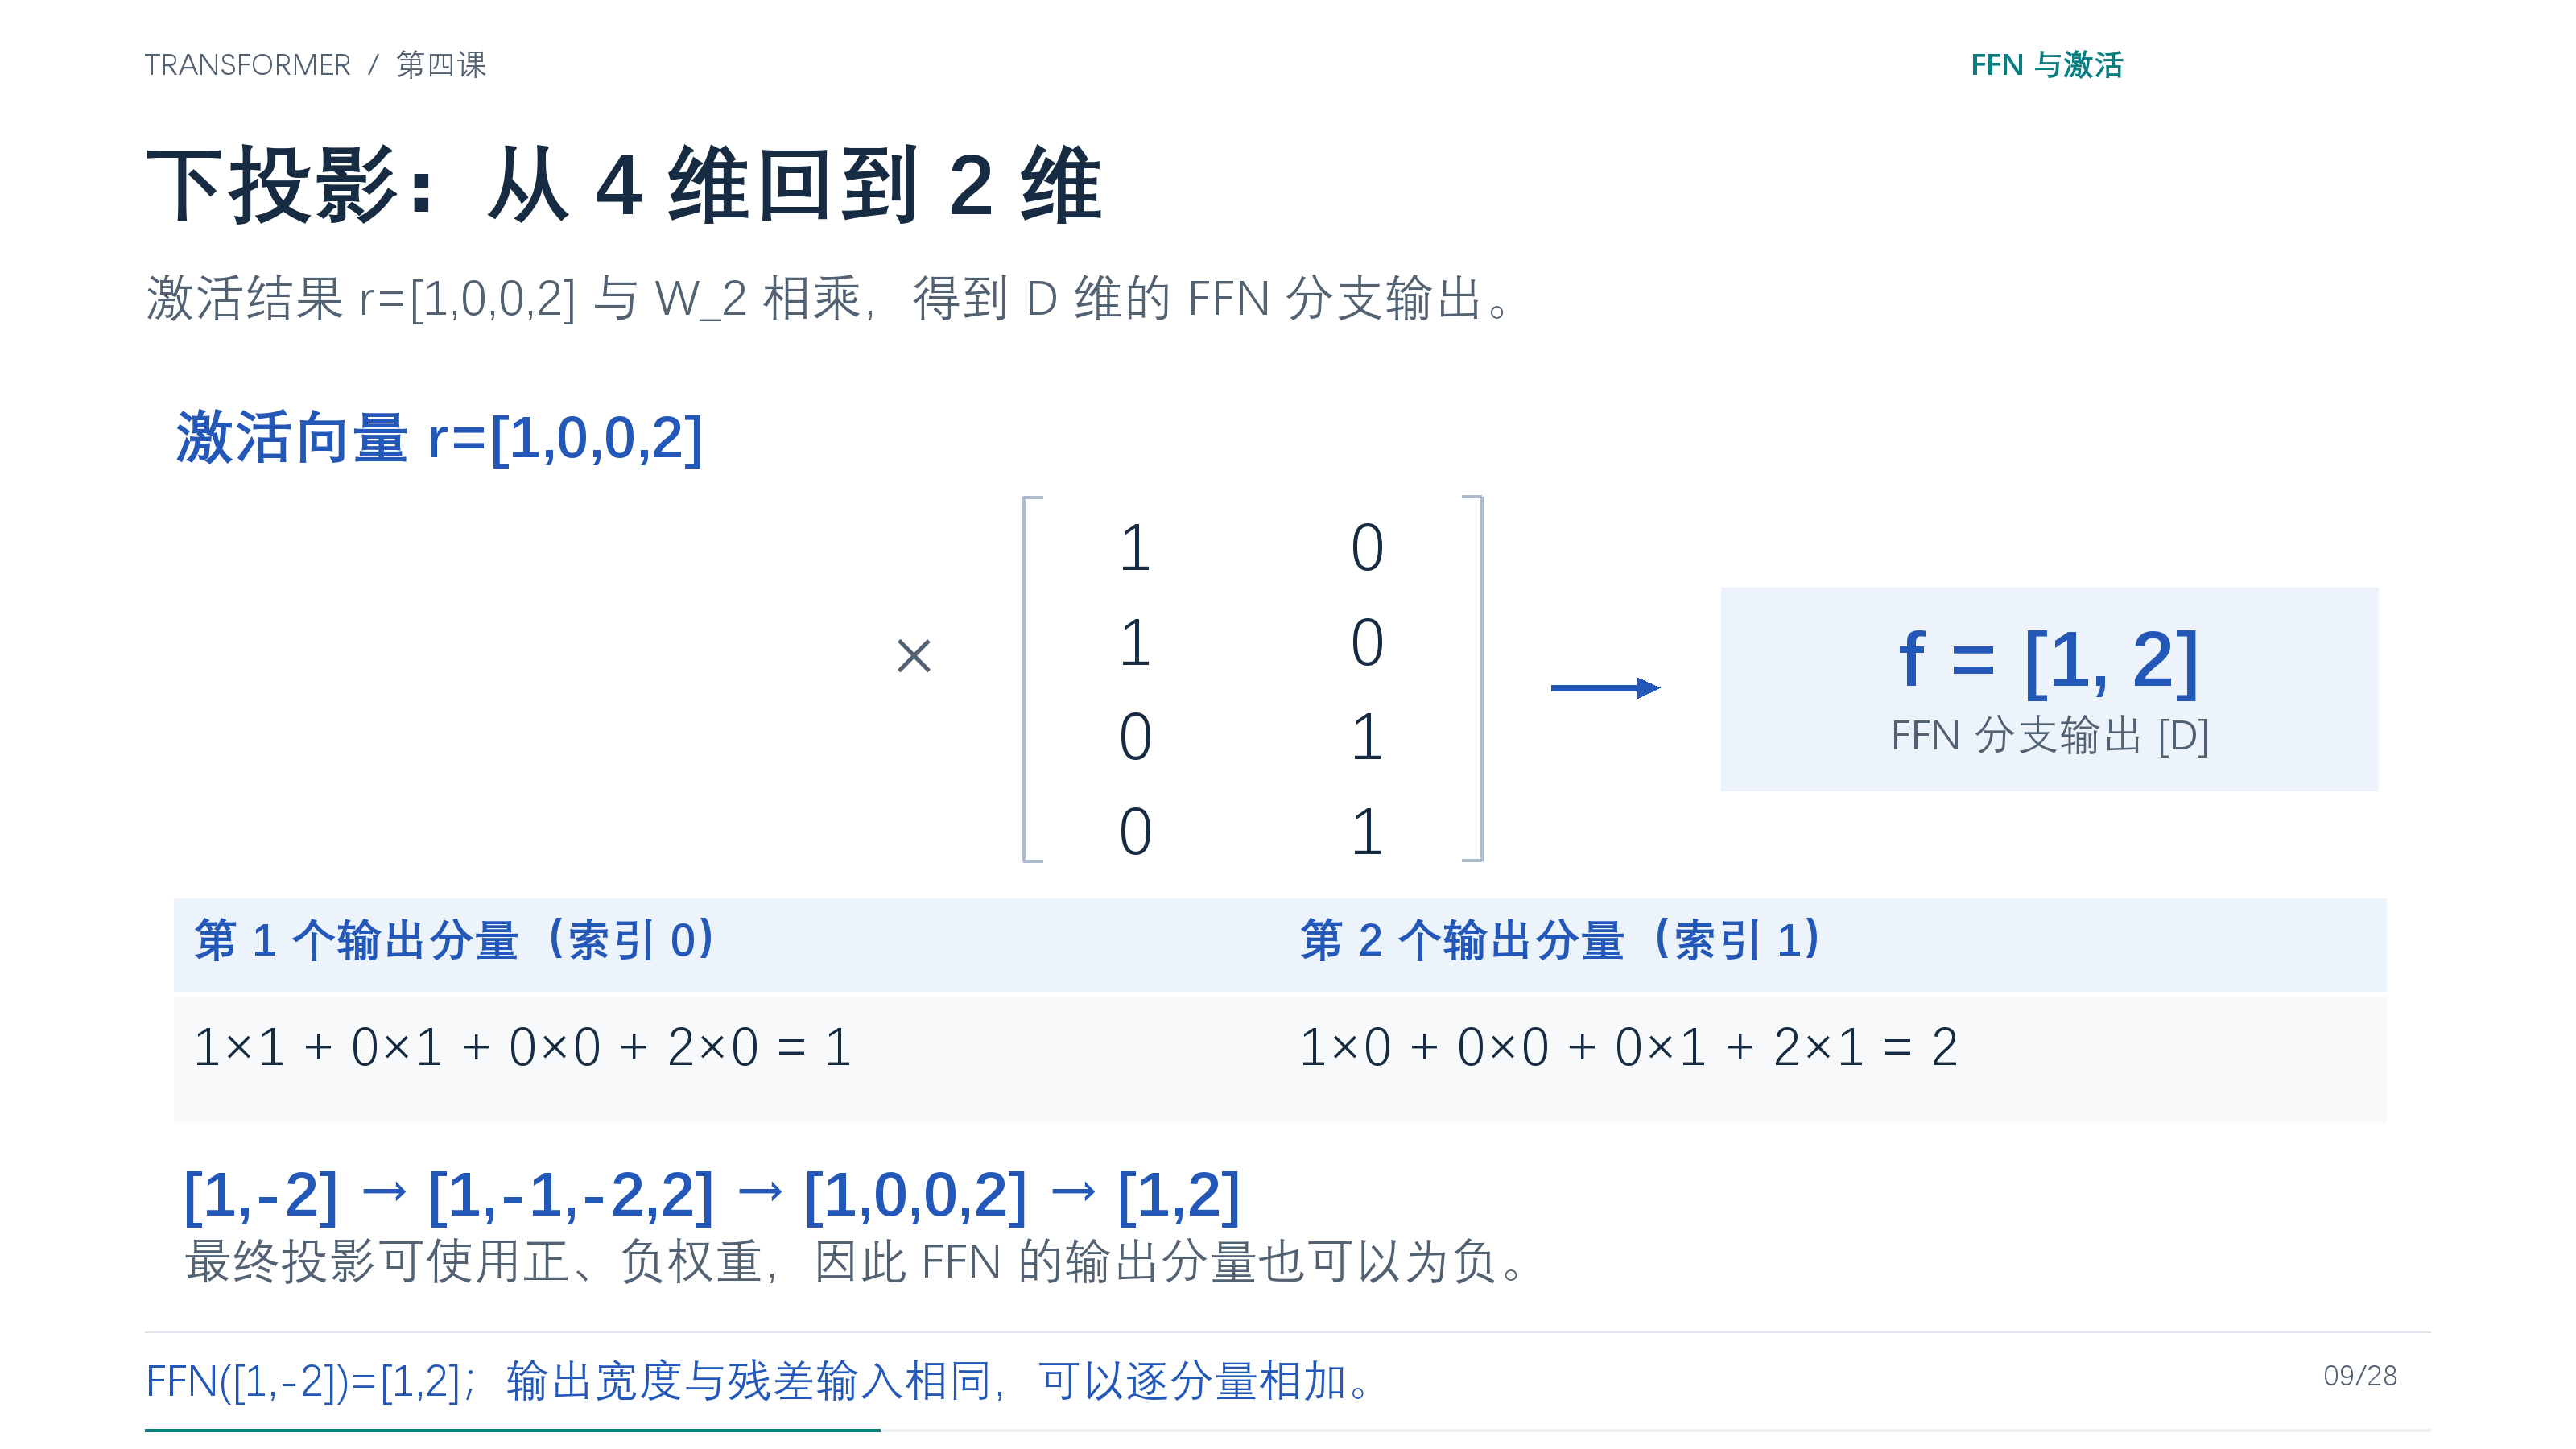 TRANSFORMER / 第四课
FFN 与激活
下投影：从 4 维回到 2 维
激活结果 r=[1,0,0,2] 与 W_2 相乘，得到 D 维的 FFN 分支输出。
激活向量 r=[1,0,0,2]
×
1 0
1 0
0 1
0 1
f = [1, 2]
FFN 分支输出 [D]
第 1 个输出分量（索引 0）
第 2 个输出分量（索引 1）
1×1 + 0×1 + 0×0 + 2×0 = 1
1×0 + 0×0 + 0×1 + 2×1 = 2
[1,-2] → [1,-1,-2,2] → [1,0,0,2] → [1,2]
最终投影可使用正、负权重，因此 FFN 的输出分量也可以为负。
FFN([1,-2])=[1,2]；输出宽度与残差输入相同，可以逐分量相加。
09/28